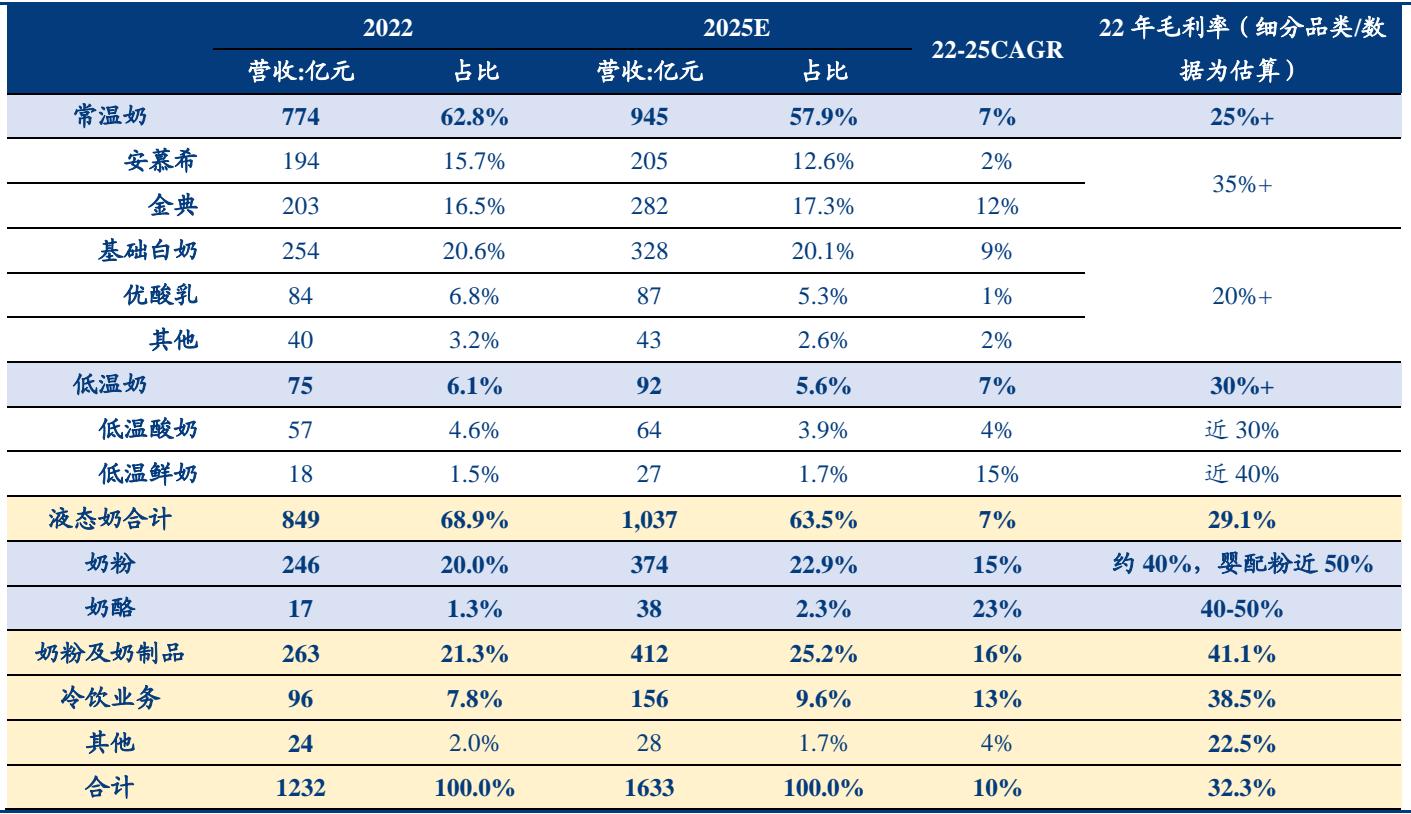 2022 2025E 22-25CAGR 22 年毛利率（细分品类/数据为估算）
营收:亿元 占比 营收:亿元 占比
常温奶 774 62.8% 945 57.9% 7% 25%+
安慕希 194 15.7% 205 12.6% 2% 35%+
金典 203 16.5% 282 17.3% 12%
基础白奶 254 20.6% 328 20.1% 9% 20%+
优酸乳 84 6.8% 87 5.3% 1%
其他 40 3.2% 43 2.6% 2%
低温奶 75 6.1% 92 5.6% 7% 30%+
低温酸奶 57 4.6% 64 3.9% 4% 近 30%
低温鲜奶 18 1.5% 27 1.7% 15% 近 40%
液态奶合计 849 68.9% 1,037 63.5% 7% 29.1%
奶粉 246 20.0% 374 22.9% 15% 约 40%，婴配粉近 50%
奶酪 17 1.3% 38 2.3% 23% 40-50%
奶粉及奶制品 263 21.3% 412 25.2% 16% 41.1%
冷饮业务 96 7.8% 156 9.6% 13% 38.5%
其他 24 2.0% 28 1.7% 4% 22.5%
合计 1232 100.0% 1633 100.0% 10% 32.3%